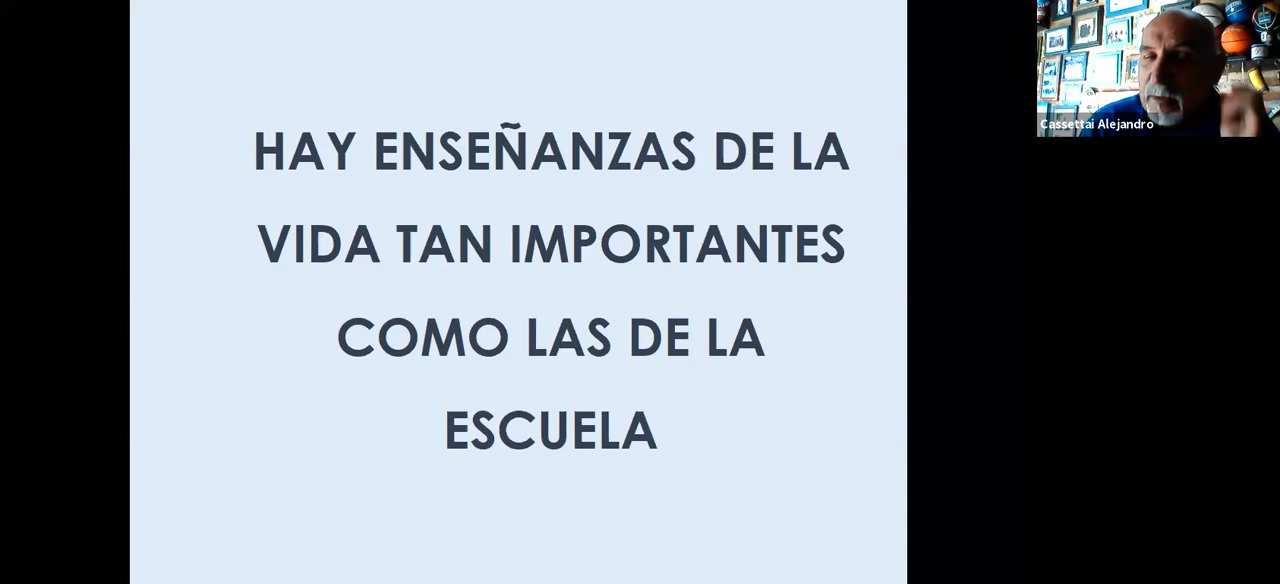 HAY ENSEÑANZAS DE LA
VIDA TAN IMPORTANTES
COMO LAS DE LA
ESCUELA
Cassettai Alejandro